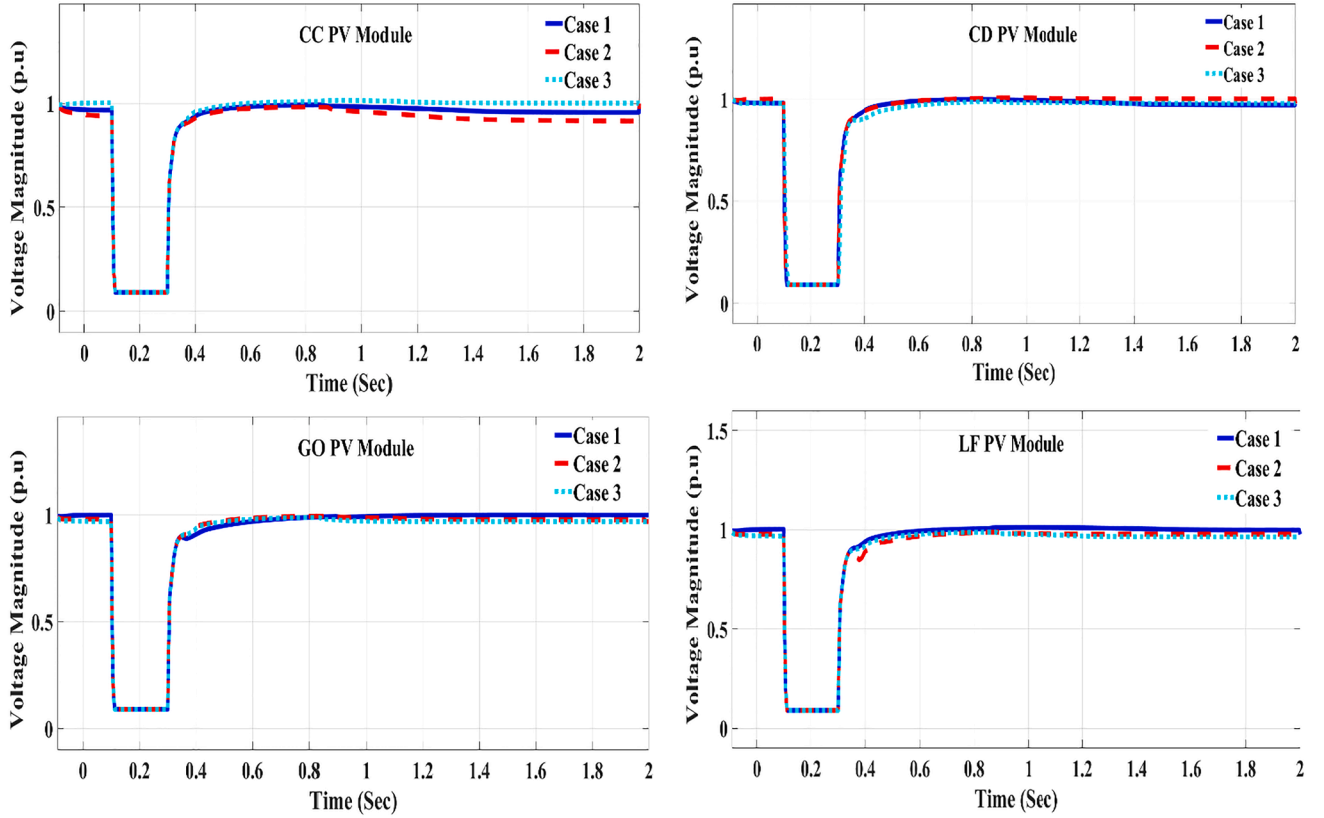 CC PV Module
Case 1
Case 2
Case 3
Voltage Magnitude (p.u)
1
0.5
0
0 0.2 0.4 0.6 0.8 1 1.2 1.4 1.6 1.8 2
Time (Sec)
CD PV Module
Case 1
Case 2
Case 3
Voltage Magnitude (p.u)
1
0.5
0
0 0.2 0.4 0.6 0.8 1 1.2 1.4 1.6 1.8 2
Time (Sec)
GO PV Module
Case 1
Case 2
Case 3
Voltage Magnitude (p.u)
1
0.5
0
0 0.2 0.4 0.6 0.8 1 1.2 1.4 1.6 1.8 2
Time (Sec)
LF PV Module
Case 1
Case 2
Case 3
Voltage Magnitude (p.u)
1.5
1
0.5
0
0 0.2 0.4 0.6 0.8 1 1.2 1.4 1.6 1.8 2
Time (Sec)